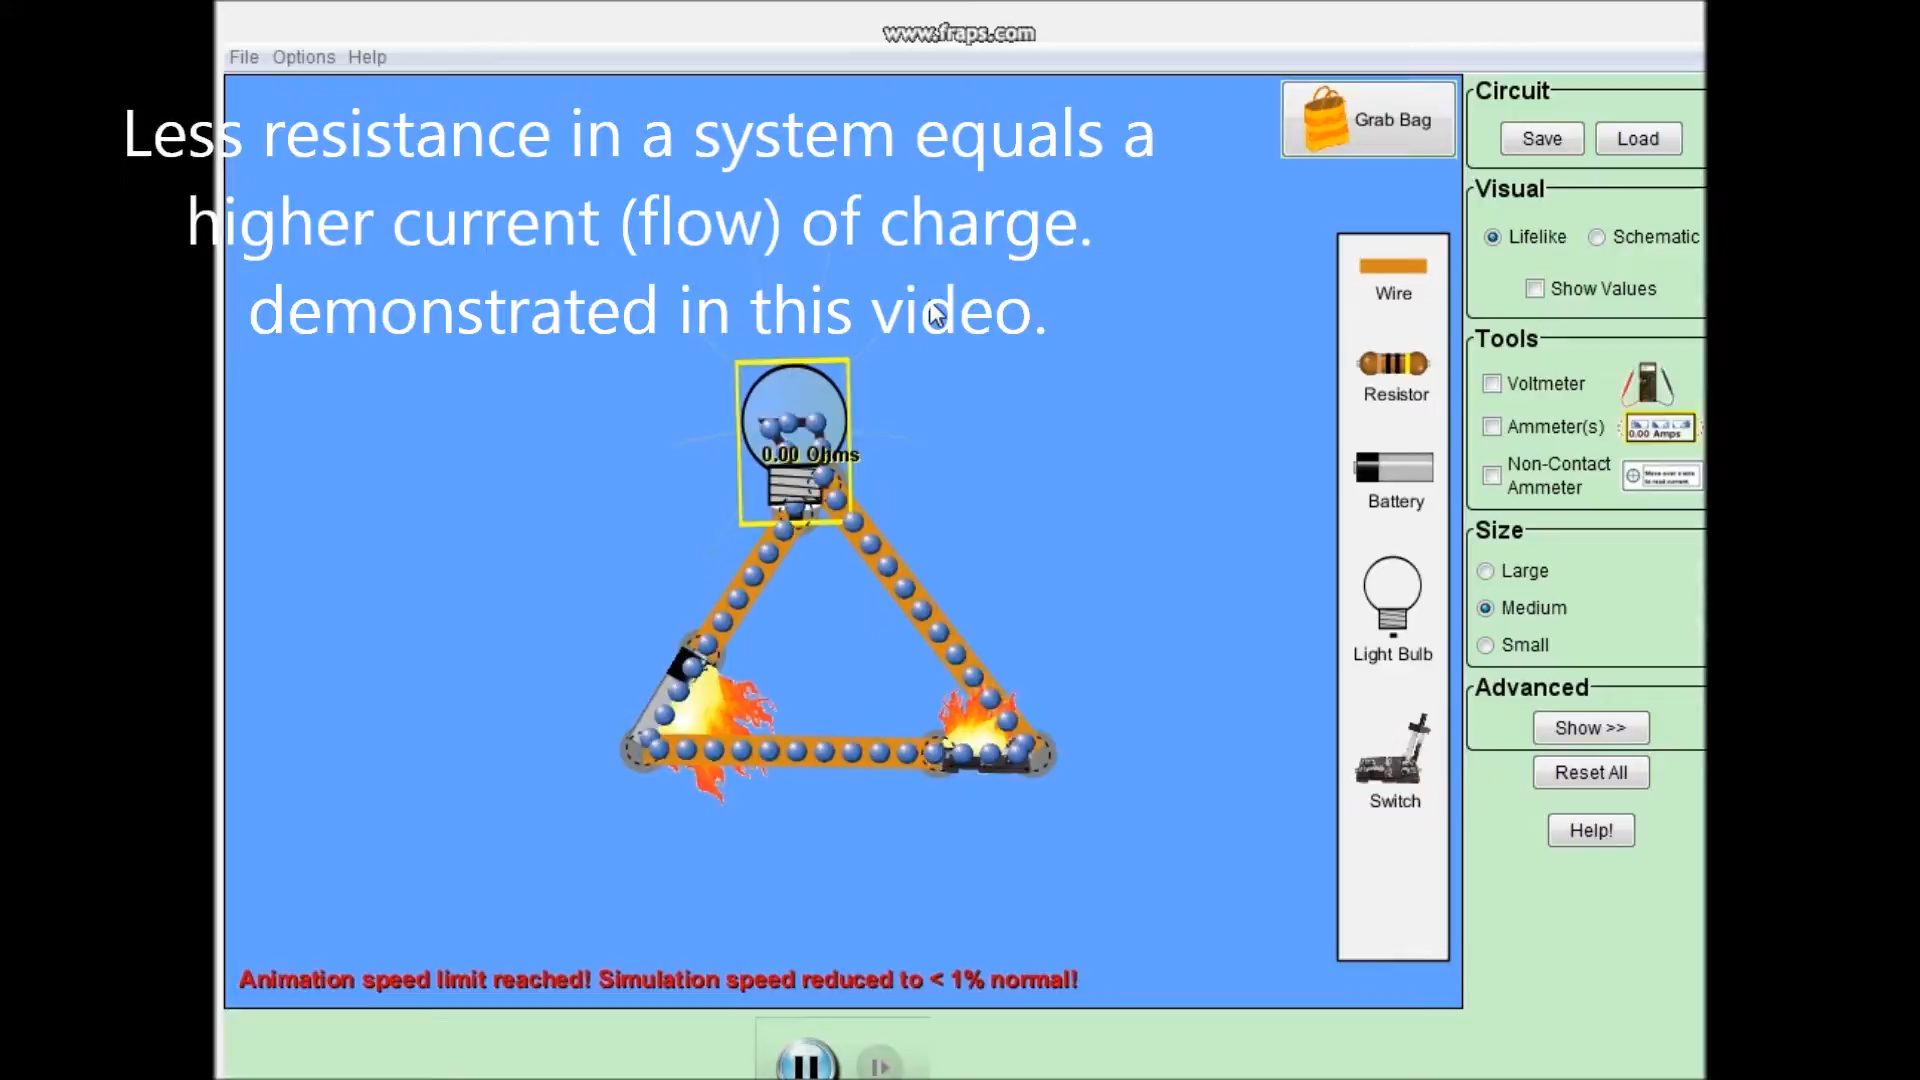 www.fraps.com
File Options Help
Less resistance in a system equals a
higher current (flow) of charge.
demonstrated in this video.
Grab Bag
0.00 Ohms
Wire
Resistor
Battery
Light Bulb
Switch
Circuit
Save Load
Visual
Lifelike Schematic
Show Values
Tools
Voltmeter
Ammeter(s)
0.00 Amps
Non-Contact
Ammeter
Size
Large
Medium
Small
Advanced
Show >>
Reset All
Help!
Animation speed limit reached! Simulation speed reduced to < 1% normal!